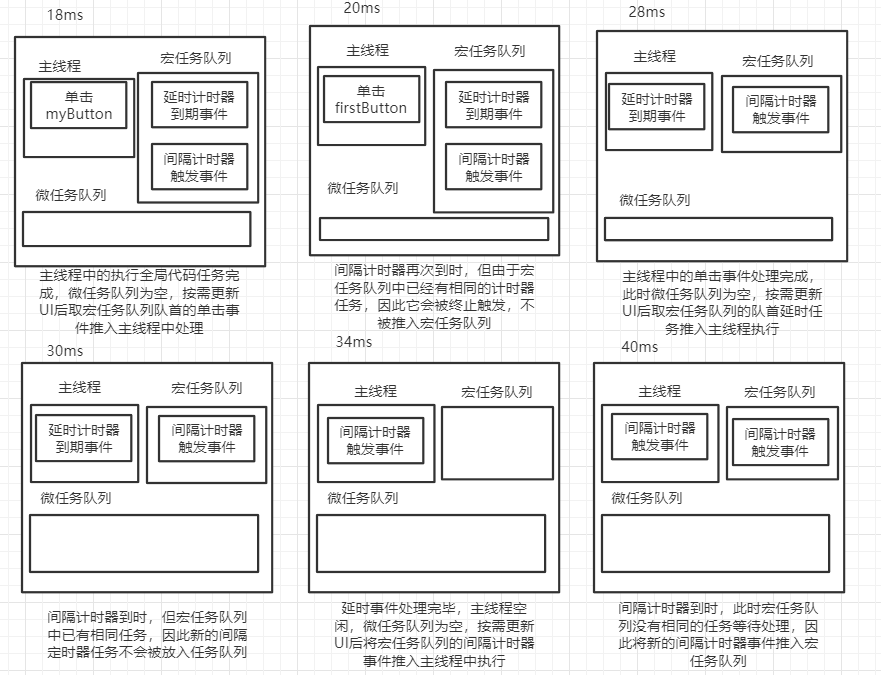 18ms
主线程
宏任务队列
单击
myButton
延时计时器
到期事件
间隔计时器
触发事件
微任务队列
主线程中的执行全局代码任务完
成，微任务队列为空，按需更新
UI后取宏任务队列队首的单击事
件推入主线程中处理
20ms
主线程
宏任务队列
单击
firstButton
延时计时器
到期事件
间隔计时器
触发事件
微任务队列
间隔计时器再次到时，但由于宏
任务队列中已经有相同的计时器
任务，因此它会被终止触发，不
被推入宏任务队列
28ms
主线程
宏任务队列
延时计时器
到期事件
间隔计时器
触发事件
微任务队列
主线程中的单击事件处理完成，
此时微任务队列为空，按需更新
UI后取宏任务队列的队首延时任
务推入主线程执行
30ms
主线程
宏任务队列
延时计时器
到期事件
间隔计时器
触发事件
微任务队列
间隔计时器到时，但宏任务队列
中已有相同任务，因此新的间隔
定时器任务不会被放入任务队列
34ms
主线程
宏任务队列
间隔计时器
触发事件
微任务队列
延时事件处理完毕，主线程空
闲，微任务队列为空，按需更新
UI后将宏任务队列的间隔计时器
事件推入主线程中执行
40ms
主线程
宏任务队列
间隔计时器
触发事件
间隔计时器
触发事件
微任务队列
间隔计时器到时，此时宏任务队
列没有相同的任务等待处理，因
此将新的间隔计时器事件推入宏
任务队列